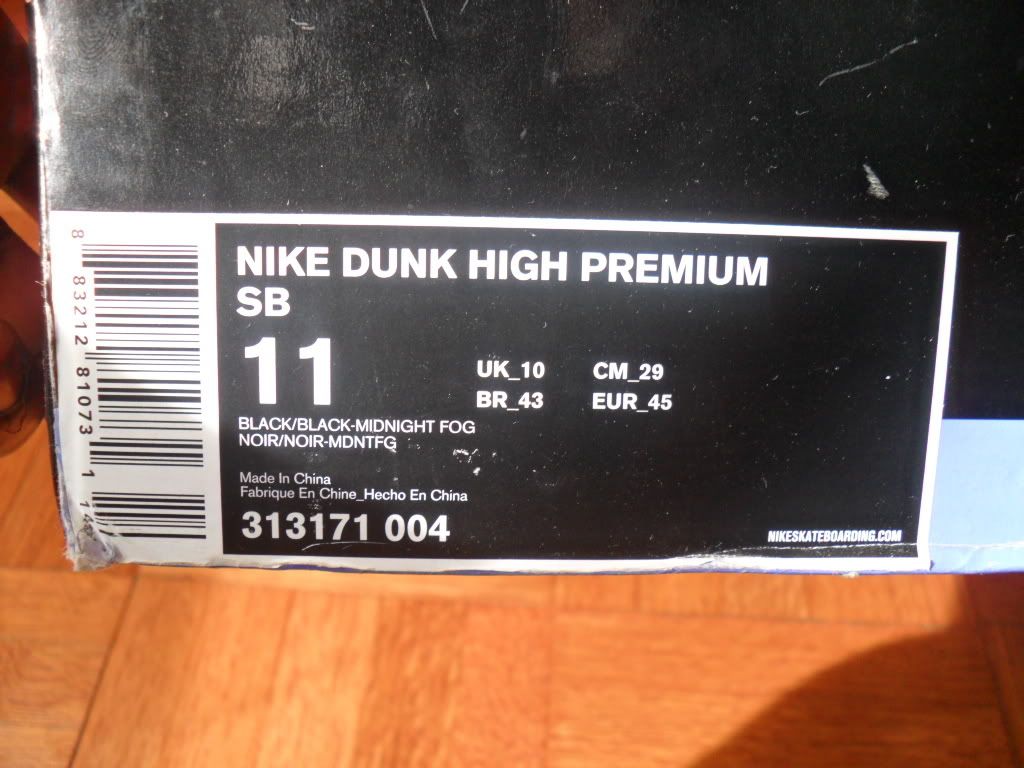 NIKE DUNK HIGH PREMIUM
SB
11
UK_10 CM_29
BR_43 EUR_45
BLACK/BLACK-MIDNIGHT FOG
NOIR/NOIR-MDNTFG
Made In China
Fabrique En Chine_Hecho En China
313171 004
NIKESKATEBOARDING.COM
8 83212 81073 1